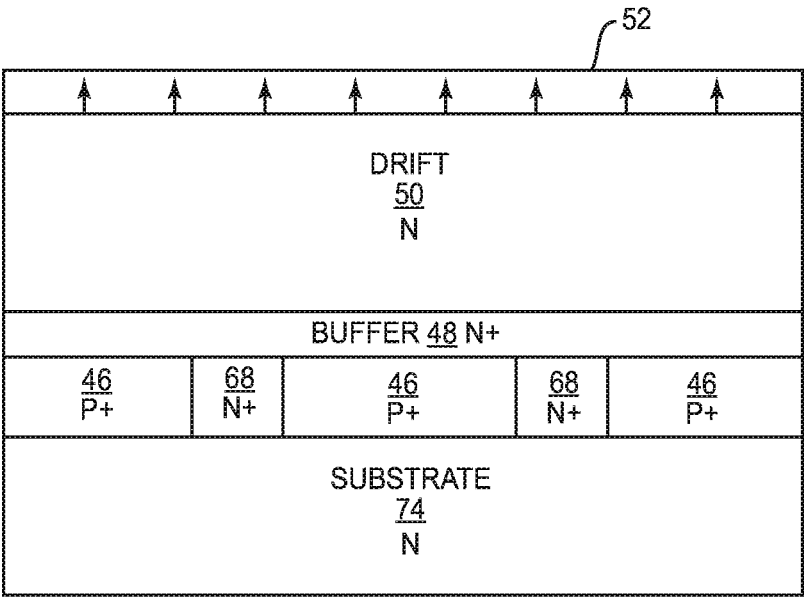 52
DRIFT
50
N
BUFFER 48 N+
46 68 46 68 46
P+ N+ P+ N+ P+
SUBSTRATE
74
N